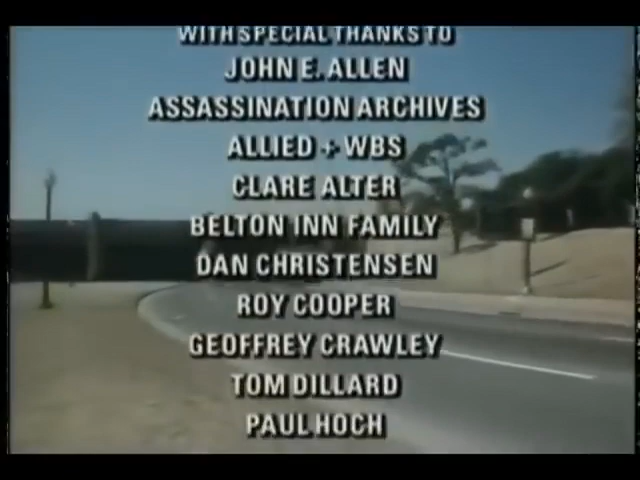 WITH SPECIAL THANKS TO
JOHN E. ALLEN
ASSASSINATION ARCHIVES
ALLIED + WBS
CLARE ALTER
BELTON INN FAMILY
DAN CHRISTENSEN
ROY COOPER
GEOFFREY CRAWLEY
TOM DILLARD
PAUL HOCH